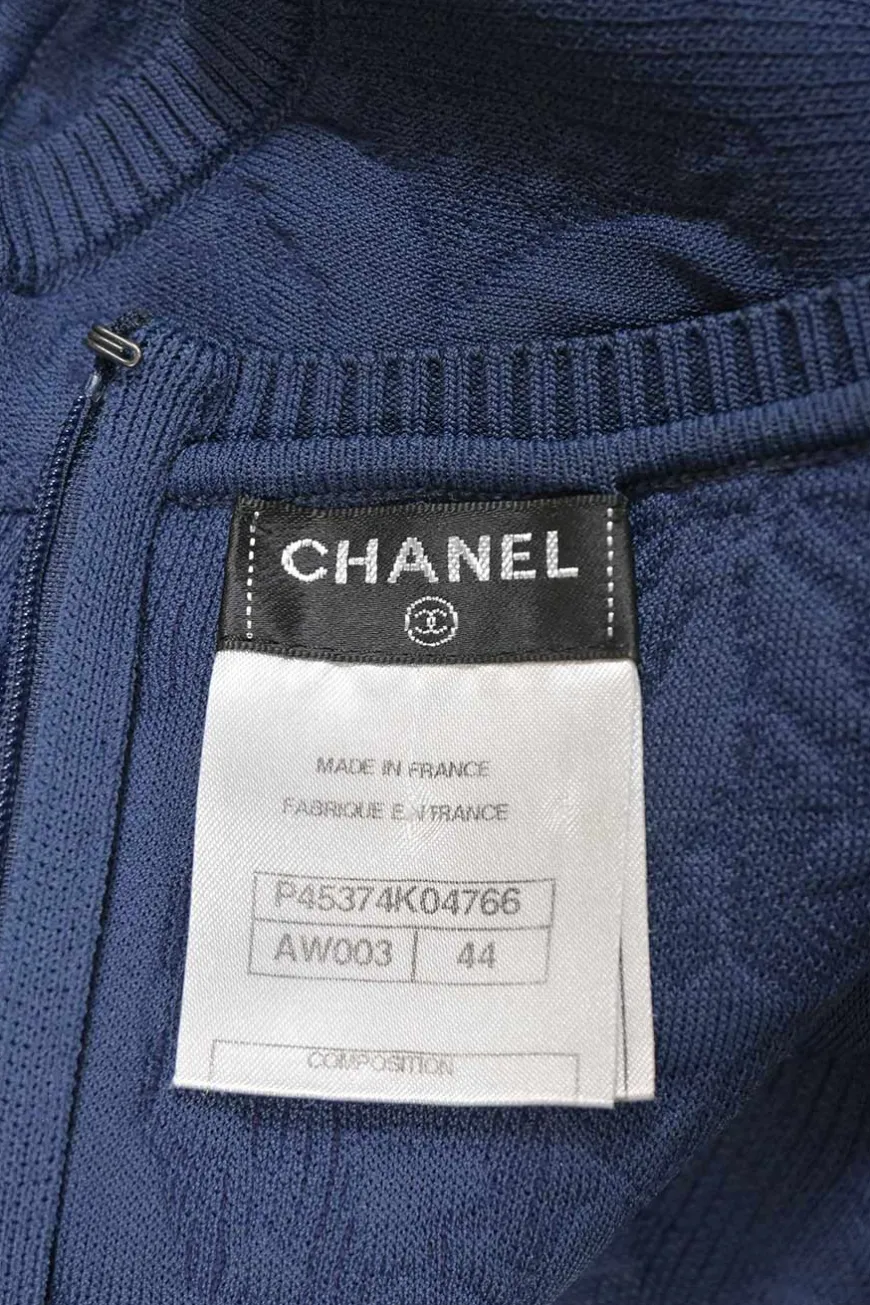 CHANEL
MADE IN FRANCE
FABRIQUE EN FRANCE
P45374K04766
AW003 44
COMPOSITION